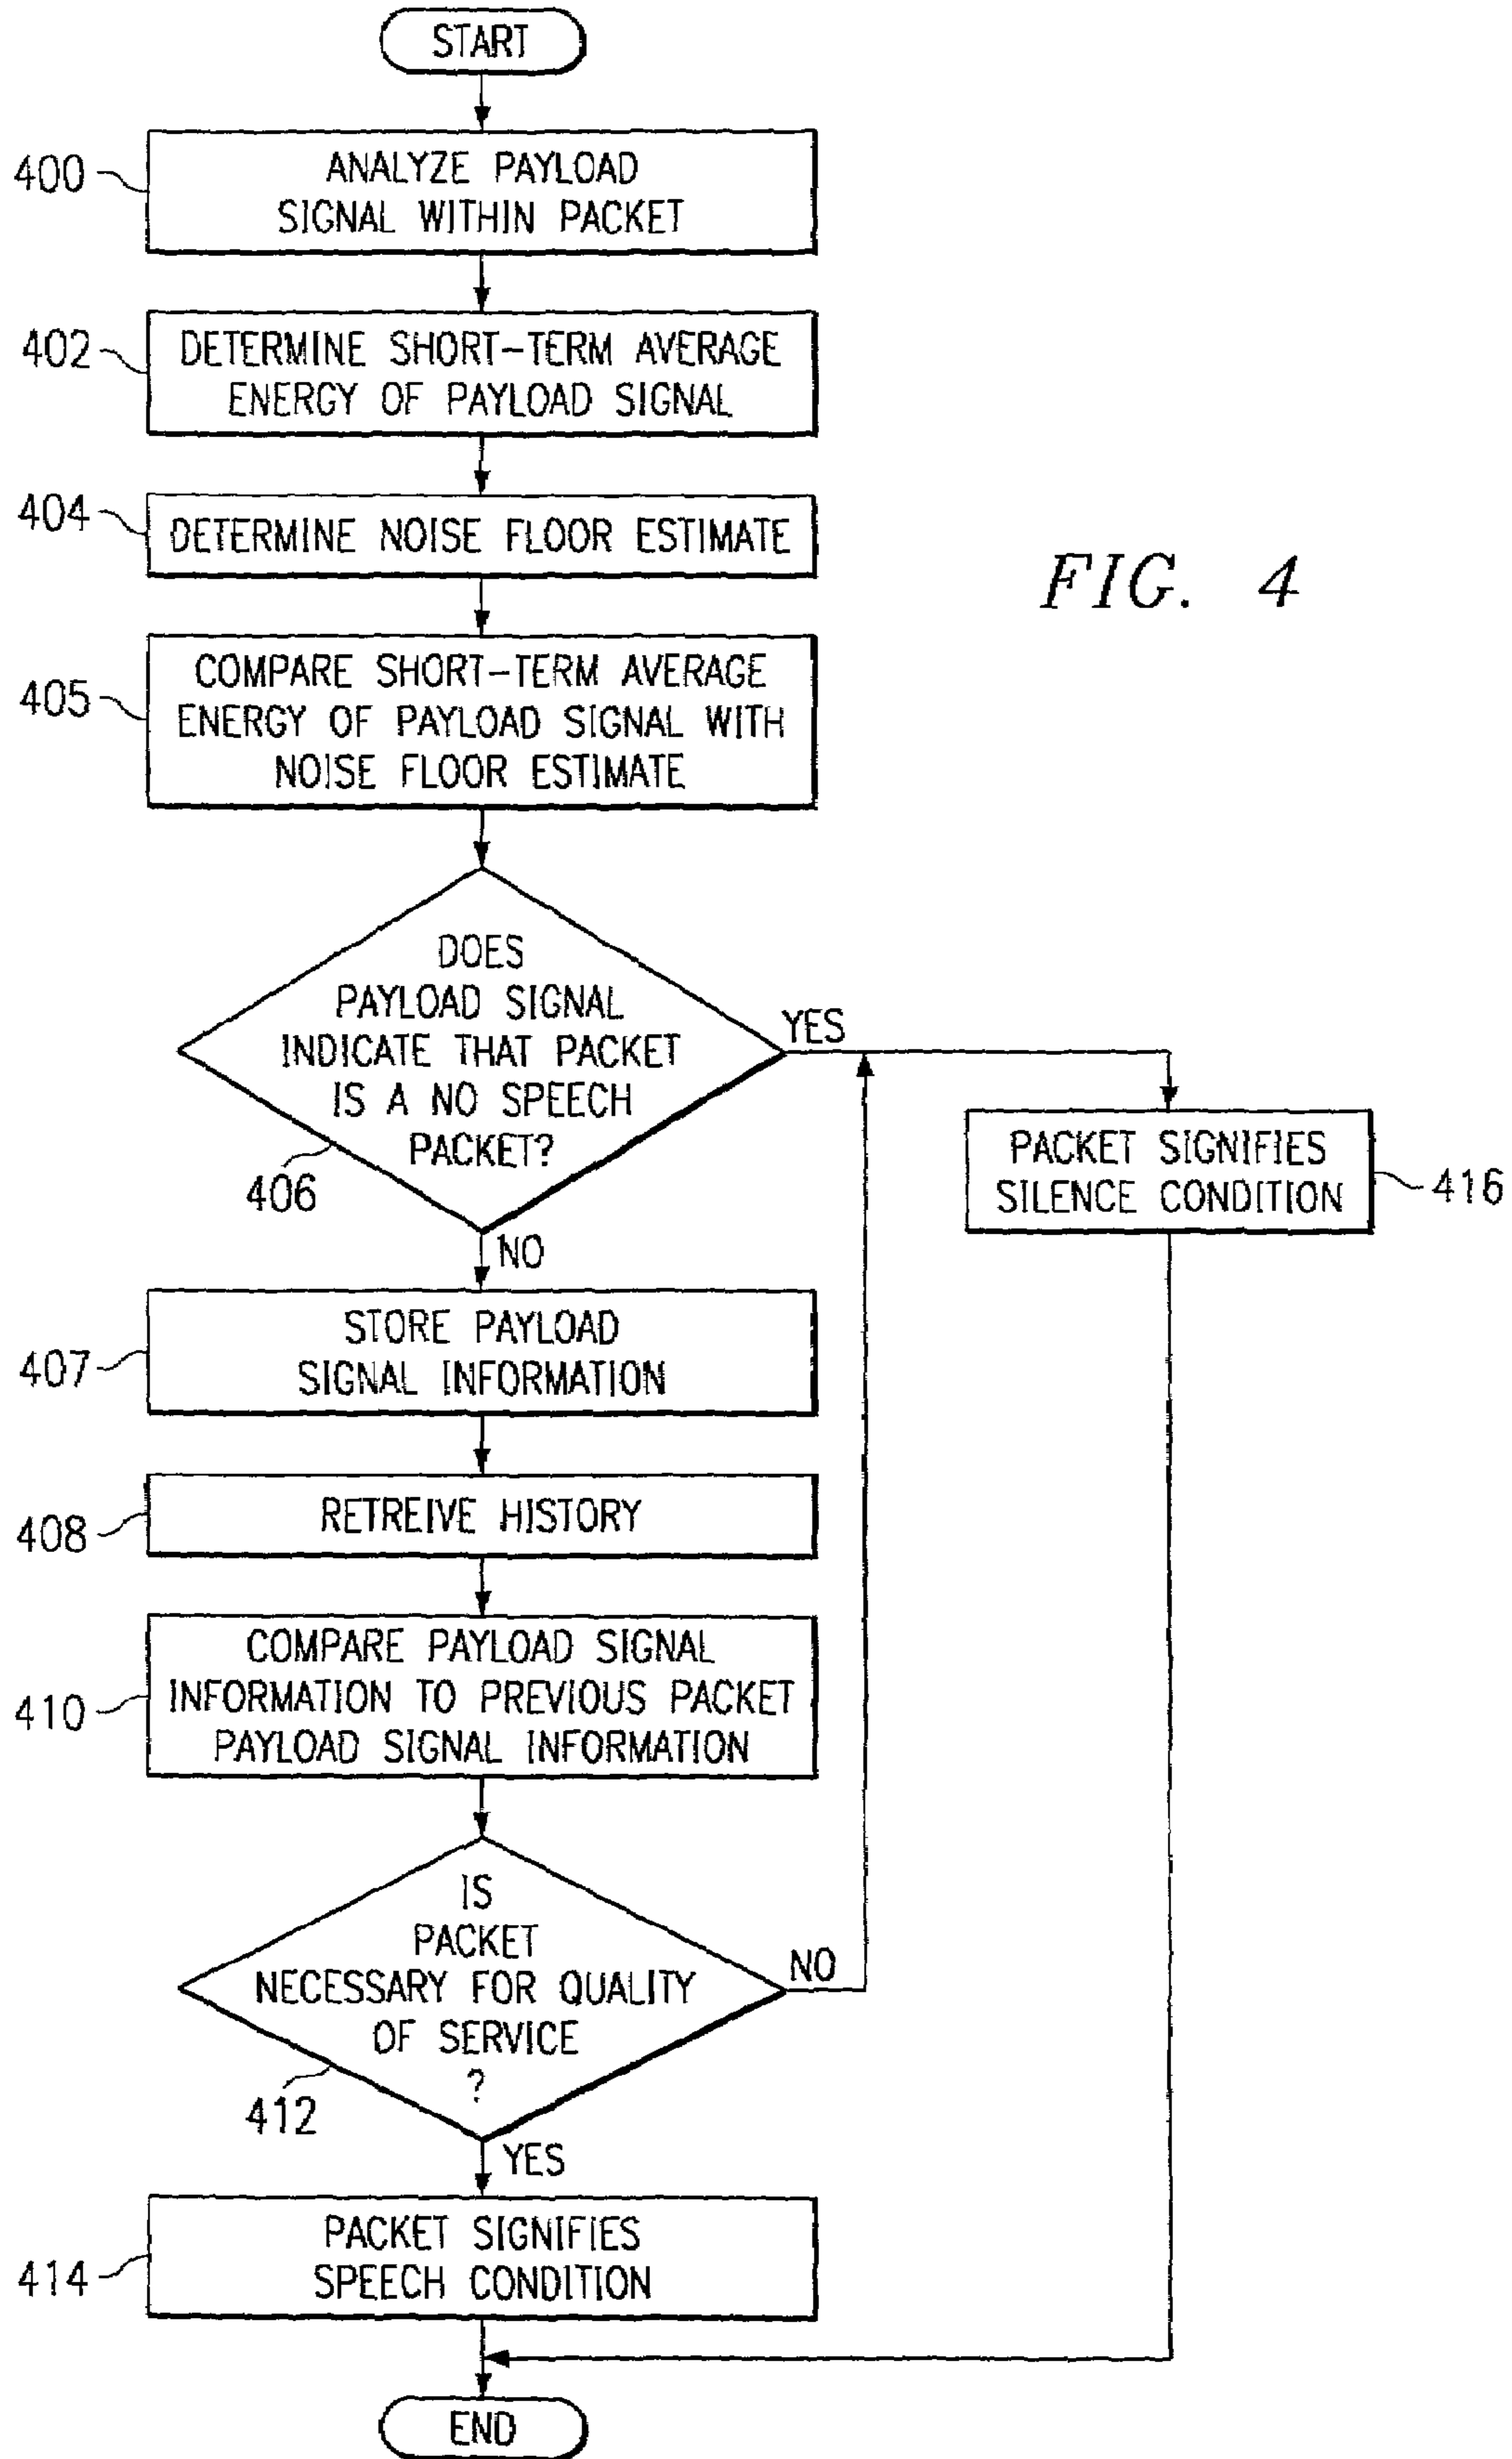 START
400
ANALYZE PAYLOAD
SIGNAL WITHIN PACKET
402
DETERMINE SHORT-TERM AVERAGE
ENERGY OF PAYLOAD SIGNAL
404
DETERMINE NOISE FLOOR ESTIMATE
FIG. 4
405
COMPARE SHORT-TERM AVERAGE
ENERGY OF PAYLOAD SIGNAL WITH
NOISE FLOOR ESTIMATE
DOES
PAYLOAD SIGNAL
INDICATE THAT PACKET
IS A NO SPEECH
PACKET?
406
YES
PACKET SIGNIFIES
SILENCE CONDITION
416
NO
407
STORE PAYLOAD
SIGNAL INFORMATION
408
RETREIVE HISTORY
410
COMPARE PAYLOAD SIGNAL
INFORMATION TO PREVIOUS PACKET
PAYLOAD SIGNAL INFORMATION
IS
PACKET
NECESSARY FOR QUALITY
OF SERVICE
?
412
NO
YES
414
PACKET SIGNIFIES
SPEECH CONDITION
END